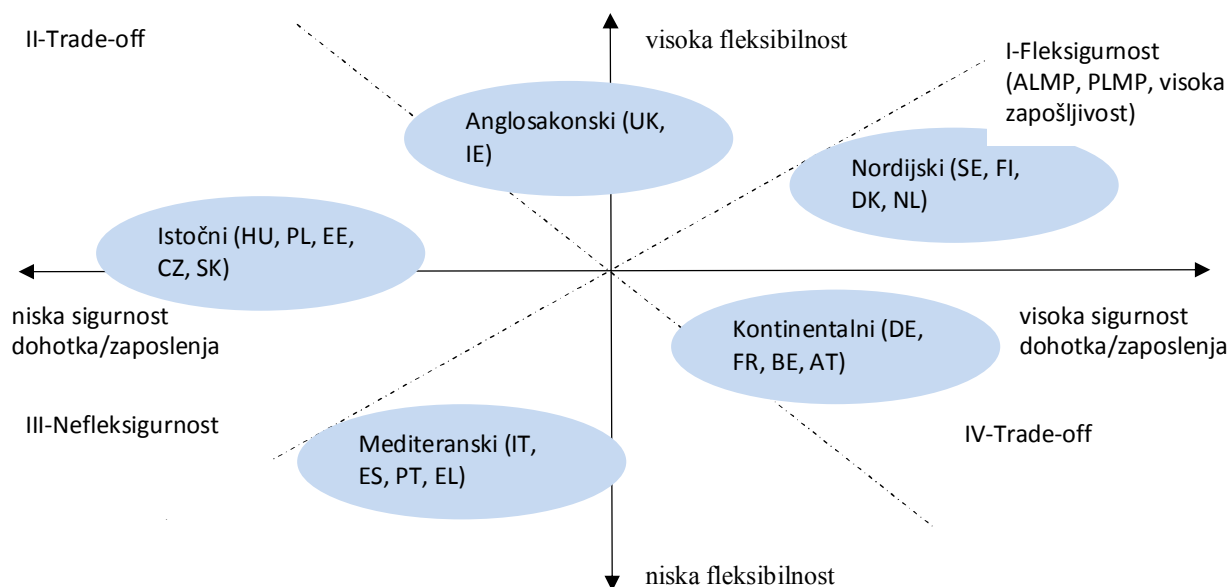 II-Trade-off
visoka fleksibilnost
I-Fleksigurnost
(ALMP, PLMP, visoka
zapošljivost)
Anglosakonski (UK,
IE)
Nordijski (SE, FI,
DK, NL)
Istočni (HU, PL, EE,
CZ, SK)
niska sigurnost
dohotka/zaposlenja
Kontinentalni (DE,
FR, BE, AT)
visoka sigurnost
dohotka/zaposlenja
III-Nefleksigurnost
Mediteranski (IT,
ES, PT, EL)
IV-Trade-off
niska fleksibilnost